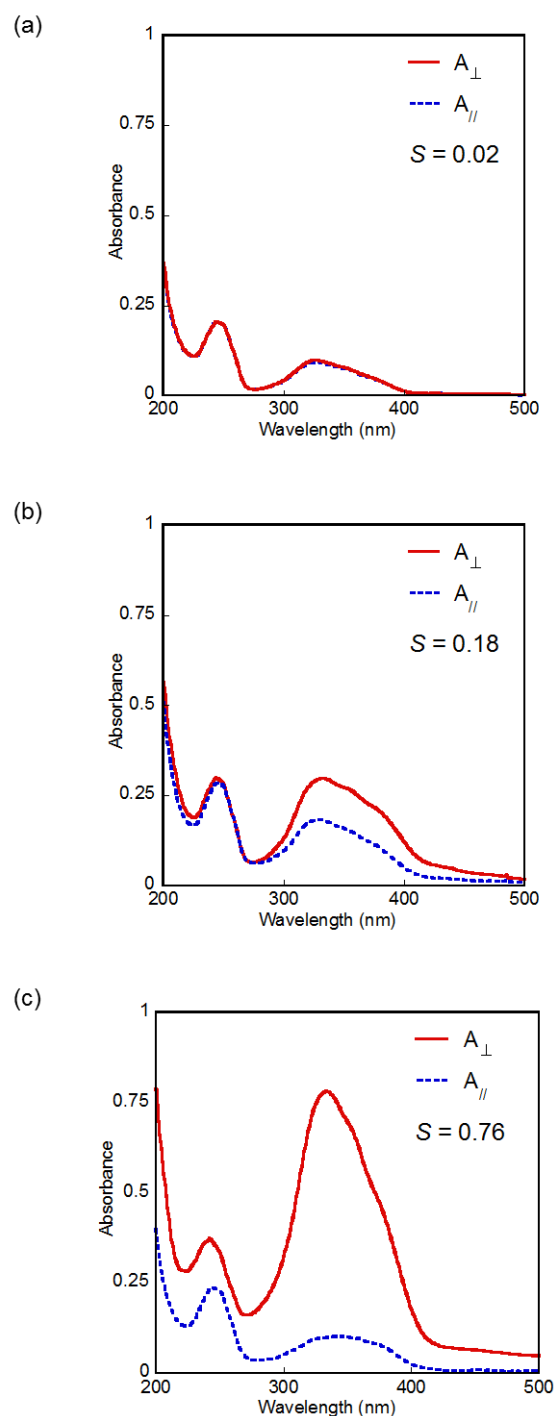 (a)
1
0.75
0.5
0.25
0
Absorbance
A⊥
A//
S = 0.02
200 300 400 500
Wavelength (nm)
(b)
1
0.75
0.5
0.25
0
Absorbance
A⊥
A//
S = 0.18
200 300 400 500
Wavelength (nm)
(c)
1
0.75
0.5
0.25
0
Absorbance
A⊥
A//
S = 0.76
200 300 400 500
Wavelength (nm)